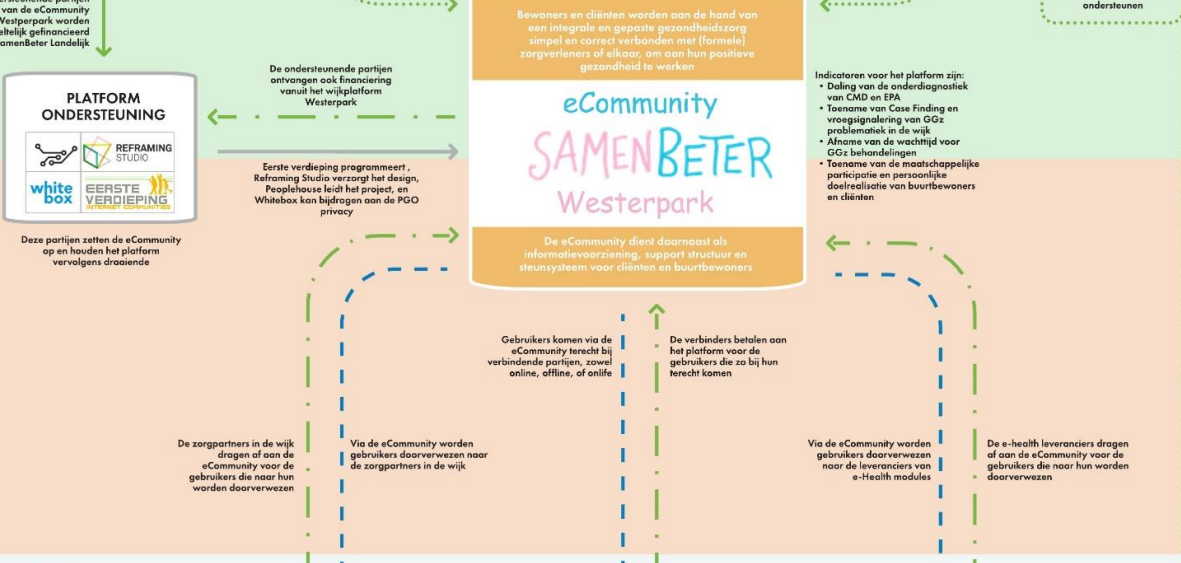 van de eCommunity
Westperpark worden
gefinancieerd
SamenBeter Landelijk
ondersteunen
Bewoners en cliënten worden aan de hand van
een integrale en gepaste gezondheidszorg
simpel en correct verbonden met (formele)
zorgverleners of elkaar, om aan hun positieve
gezondheid te werken
De ondersteunende partijen
ontvangen ook financiering
vanuit het wijkplatform
Westerpark
PLATFORM
ONDERSTEUNING
REFRAMING
STUDIO
white
box
EERSTE
VERDIEPING
INTERNET COMMUNITIES
Deze partijen zetten de eCommunity
op en houden het platform
vervolgens draaiende
Eerste verdieping programmeert ,
Reframing Studio verzorgt het design,
Peoplehouse leidt het project, en
Whitebox kan bijdragen aan de PGO
privacy
eCommunity
SAMENBETER
Westerpark
De eCommunity dient daarnaast als
informatievoorziening, support structuur en
steunsysteem voor cliënten en buurtbewoners
Indicatoren voor het platform zijn:
• Daling van de onderdiagnostiek
van CMD en EPA
• Toename van Case Finding en
vroegsignalering van GGz
problematiek in de wijk
• Afname van de wachttijd voor
GGz behandelingen
• Toename van de maatschappelijke
participatie en persoonlijke
doelrealisatie van buurtbewoners
en cliënten
Gebruikers komen via de
eCommunity terecht bij
verbindende partijen, zowel
online, offline, of onlife
De verbinders betalen aan
het platform voor de
gebruikers die zo bij hun
terecht komen
De zorgpartners in de wijk
dragen af aan de
eCommunity voor de
gebruikers die naar hun
worden doorverwezen
Via de eCommunity worden
gebruikers doorverwezen naar
de zorgpartners in de wijk
Via de eCommunity worden
gebruikers doorverwezen
naar de leveranciers van
e-Health modules
De e-health leveranciers dragen
af aan de eCommunity voor de
gebruikers die naar hun worden
doorverwezen